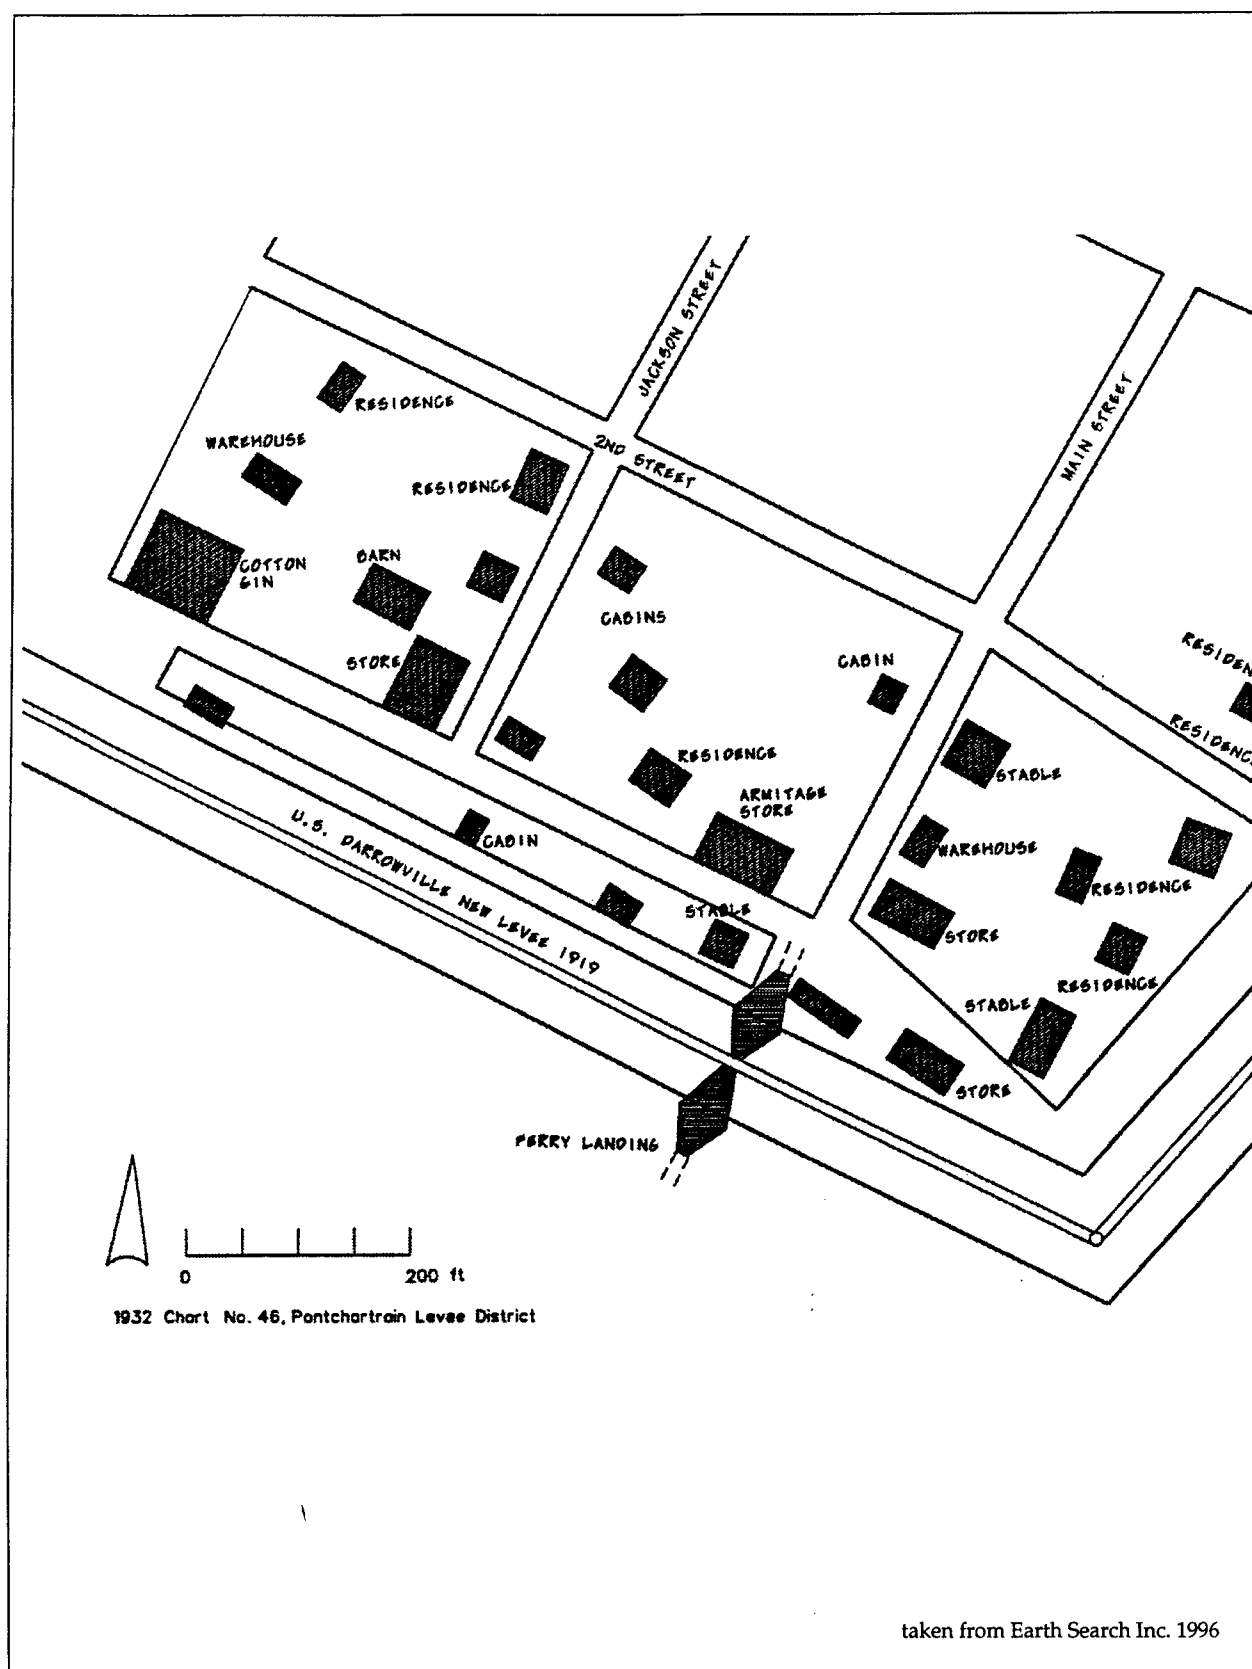 JACKSON STREET
MAIN STREET
2ND STREET
RESIDENCE
WAREHOUSE
RESIDENCE
COTTON
GIN
BARN
STORE
CABINS
CABIN
RESIDENCE
ARMITAGE
STORE
CABIN
STABLE
U.S. DARROWVILLE NEW LEVEE 1919
STABLE
WAREHOUSE
RESIDENCE
STORE
RESIDENCE
STABLE
STORE
RESIDEN
RESIDENC
FERRY LANDING
0
200 ft
1932 Chart No. 46, Pontchartrain Levee District
taken from Earth Search Inc. 1996